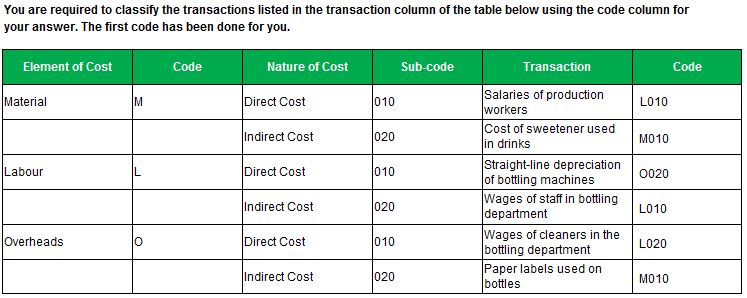 You are required to classify the transactions listed in the transaction column of the table below using the code column for
your answer. The first code has been done for you.
Element of Cost Code Nature of Cost Sub-code Transaction Code
Material M Direct Cost 010 Salaries of production
workers L010
Indirect Cost 020 Cost of sweetener used
in drinks M010
Labour L Direct Cost 010 Straight-line depreciation
of bottling machines O020
Indirect Cost 020 Wages of staff in bottling
department L010
Overheads O Direct Cost 010 Wages of cleaners in the
bottling department L020
Indirect Cost 020 Paper labels used on
bottles M010